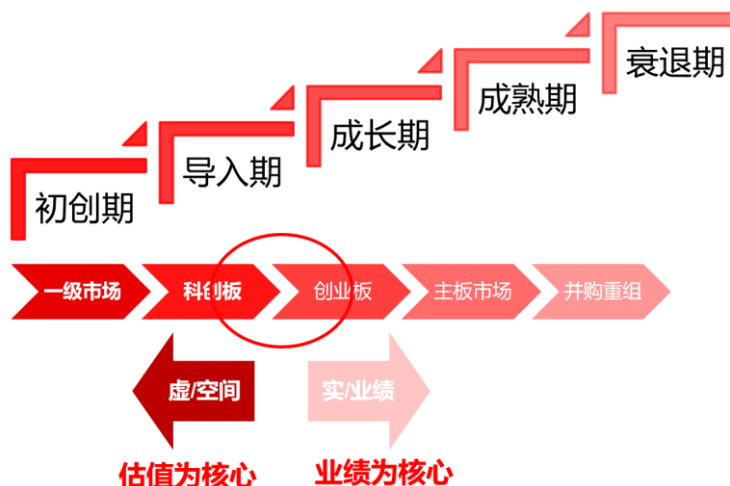 衰退期
成熟期
成长期
导入期
初创期
一级市场 科创板 创业板 主板市场 并购重组
虚/空间 实/业绩
估值为核心 业绩为核心